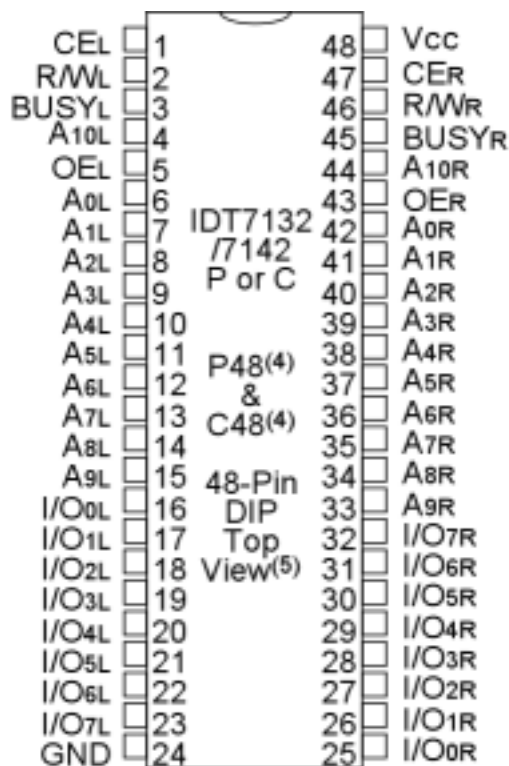 CEL 1 48 VCC
R/WL 2 47 CER
BUSYL 3 46 R/WR
A10L 4 45 BUSYR
OEL 5 44 A10R
A0L 6 43 OER
A1L 7 IDT7132 42 A0R
A2L 8 /7142 41 A1R
A3L 9 P or C 40 A2R
A4L 10 39 A3R
A5L 11 P48(4) 38 A4R
A6L 12 & 37 A5R
A7L 13 C48(4) 36 A6R
A8L 14 35 A7R
A9L 15 48-Pin 34 A8R
I/O0L 16 DIP 33 A9R
I/O1L 17 Top 32 I/O7R
I/O2L 18 View(5) 31 I/O6R
I/O3L 19 30 I/O5R
I/O4L 20 29 I/O4R
I/O5L 21 28 I/O3R
I/O6L 22 27 I/O2R
I/O7L 23 26 I/O1R
GND 24 25 I/O0R